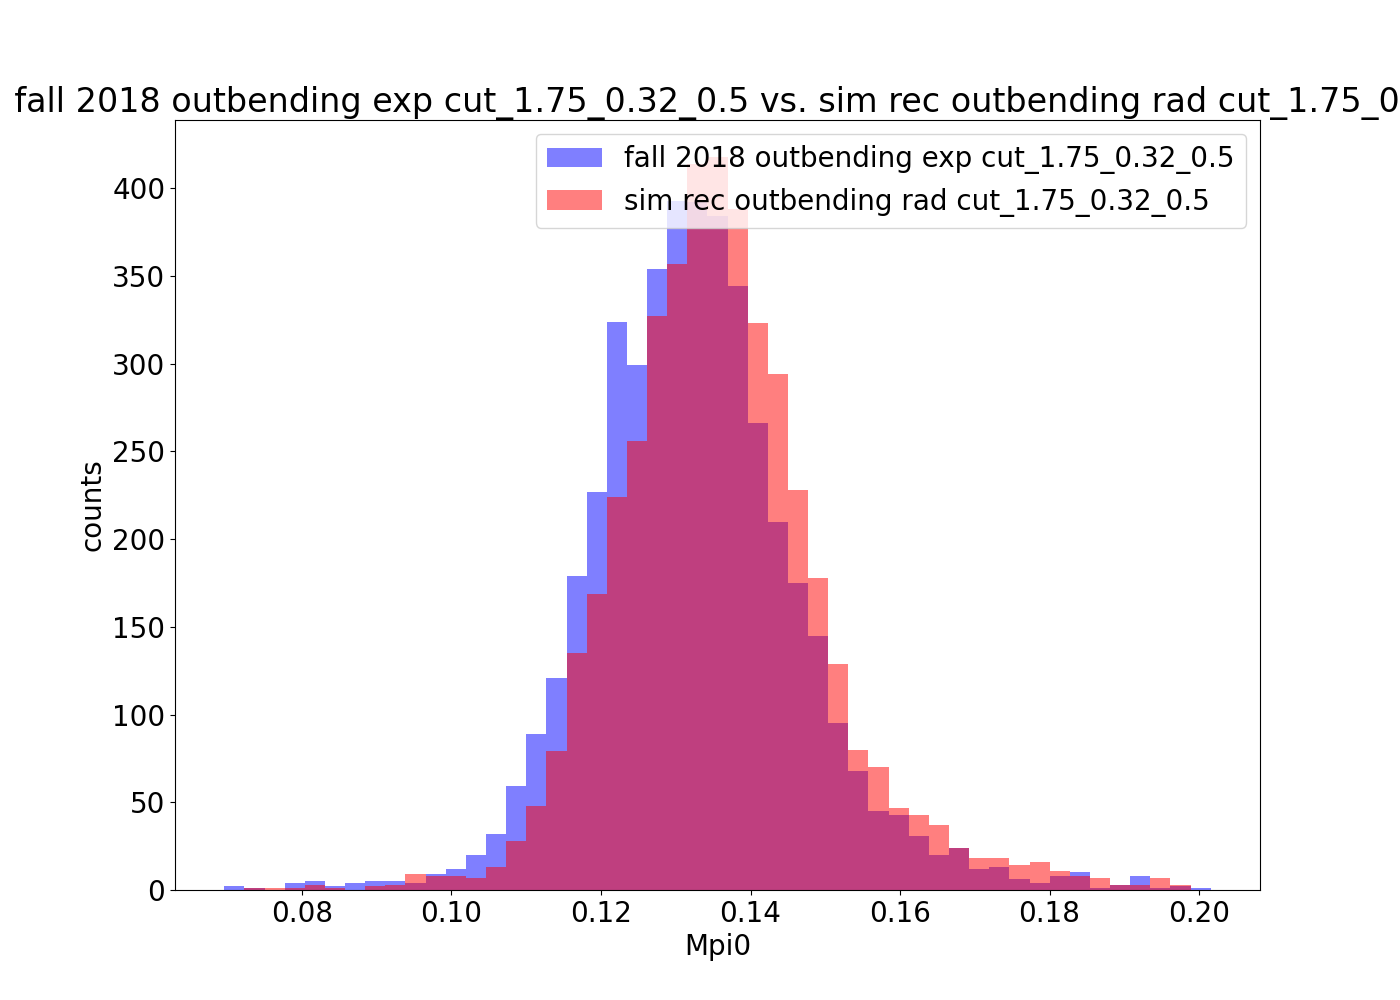 fall 2018 outbending exp cut_1.75_0.32_0.5 vs. sim rec outbending rad cut_1.75_0
fall 2018 outbending exp cut_1.75_0.32_0.5
sim rec outbending rad cut_1.75_0.32_0.5
400
350
300
250
200
150
100
50
0
counts
0.08 0.10 0.12 0.14 0.16 0.18 0.20
Mpi0